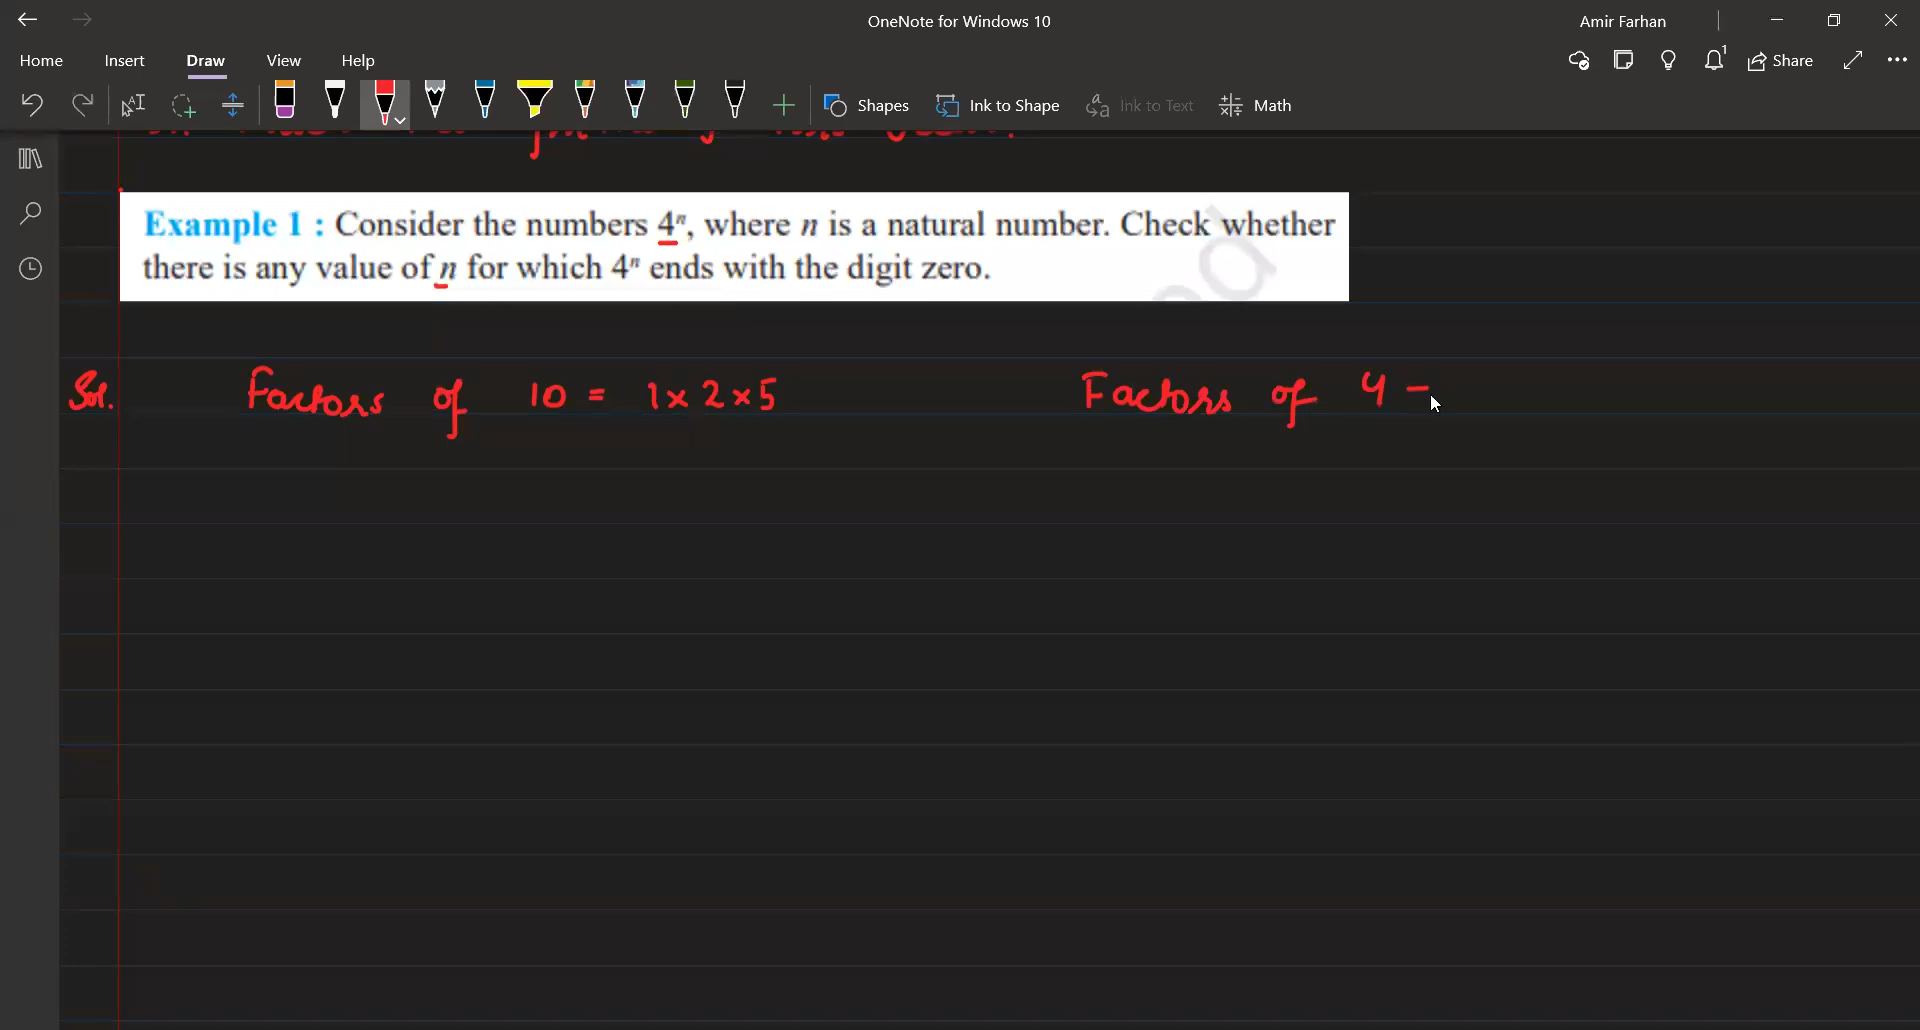 OneNote for Windows 10
Amir Farhan
Home Insert Draw View Help
1 Share
Shapes Ink to Shape Ink to Text Math
Example 1 : Consider the numbers 4ⁿ, where n is a natural number. Check whether
there is any value of n for which 4ⁿ ends with the digit zero.
Sol. Factors of 10 = 1 x 2 x 5 Factors of 4 –